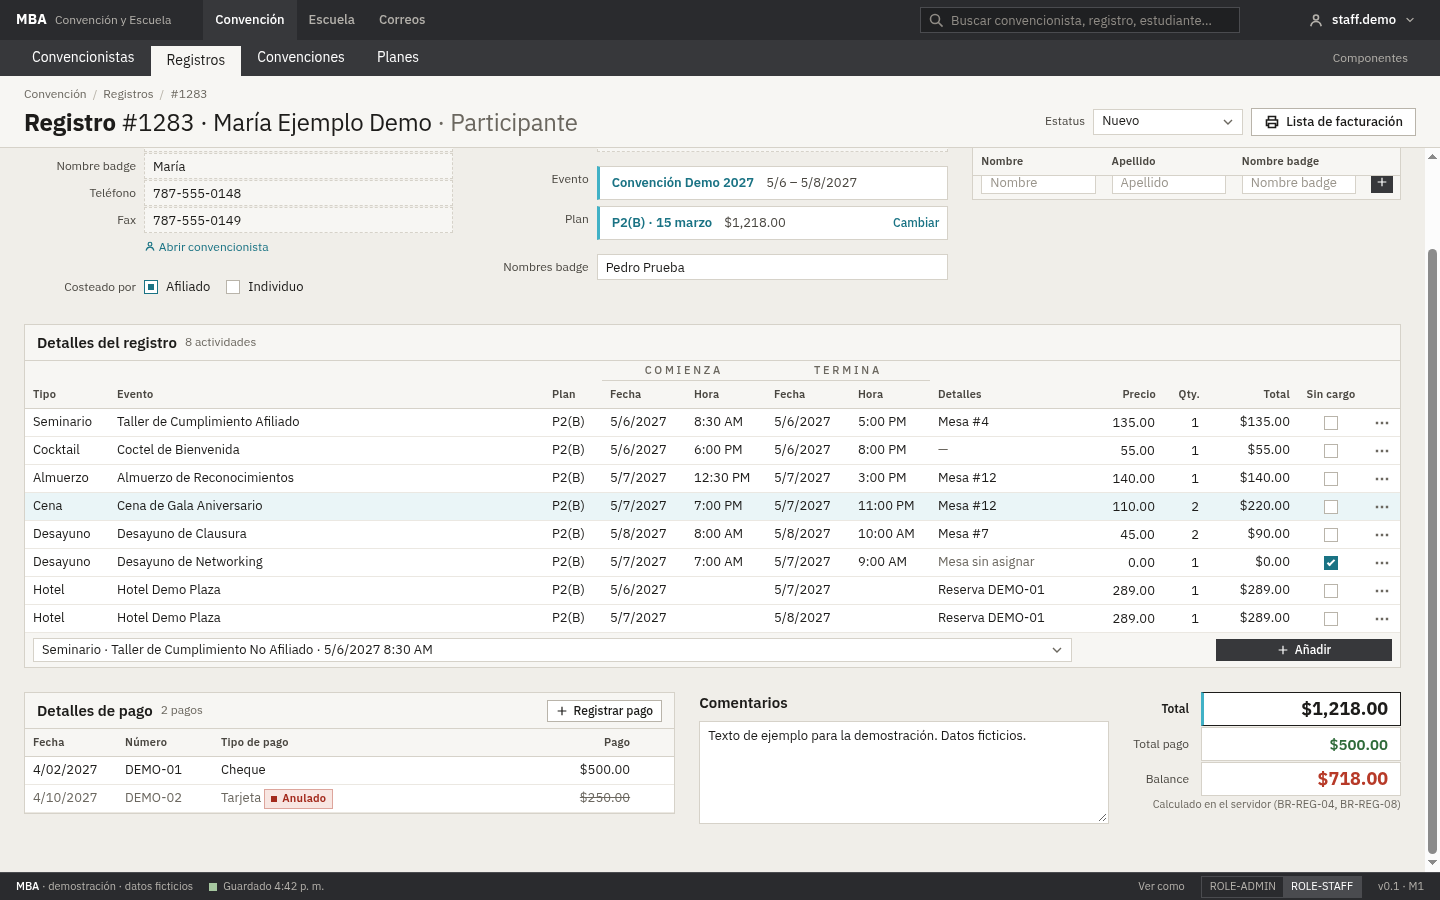 MBA Convención y Escuela Convención Escuela Correos Buscar convencionista, registro, estudiante... staff.demo
Convencionistas Registros Convenciones Planes Componentes
Convención / Registros / #1283
Registro #1283 · María Ejemplo Demo · Participante Estatus Nuevo Lista de facturación
Nombre badge María
Teléfono 787-555-0148
Fax 787-555-0149
Abrir convencionista
Costeado por Afiliado Individuo
Evento Convención Demo 2027 5/6 – 5/8/2027
Plan P2(B) · 15 marzo $1,218.00 Cambiar
Nombres badge Pedro Prueba
Nombre Apellido Nombre badge
Nombre Apellido Nombre badge +
Detalles del registro 8 actividades
COMIENZA TERMINA
Tipo Evento Plan Fecha Hora Fecha Hora Detalles Precio Qty. Total Sin cargo
Seminario Taller de Cumplimiento Afiliado P2(B) 5/6/2027 8:30 AM 5/6/2027 5:00 PM Mesa #4 135.00 1 $135.00 ···
Cocktail Coctel de Bienvenida P2(B) 5/6/2027 6:00 PM 5/6/2027 8:00 PM — 55.00 1 $55.00 ···
Almuerzo Almuerzo de Reconocimientos P2(B) 5/7/2027 12:30 PM 5/7/2027 3:00 PM Mesa #12 140.00 1 $140.00 ···
Cena Cena de Gala Aniversario P2(B) 5/7/2027 7:00 PM 5/7/2027 11:00 PM Mesa #12 110.00 2 $220.00 ···
Desayuno Desayuno de Clausura P2(B) 5/8/2027 8:00 AM 5/8/2027 10:00 AM Mesa #7 45.00 2 $90.00 ···
Desayuno Desayuno de Networking P2(B) 5/7/2027 7:00 AM 5/7/2027 9:00 AM Mesa sin asignar 0.00 1 $0.00 ···
Hotel Hotel Demo Plaza P2(B) 5/6/2027 5/7/2027 Reserva DEMO-01 289.00 1 $289.00 ···
Hotel Hotel Demo Plaza P2(B) 5/7/2027 5/8/2027 Reserva DEMO-01 289.00 1 $289.00 ···
Seminario · Taller de Cumplimiento No Afiliado · 5/6/2027 8:30 AM + Añadir
Detalles de pago 2 pagos + Registrar pago
Fecha Número Tipo de pago Pago
4/02/2027 DEMO-01 Cheque $500.00
4/10/2027 DEMO-02 Tarjeta Anulado $250.00
Comentarios
Texto de ejemplo para la demostración. Datos ficticios.
Total $1,218.00
Total pago $500.00
Balance $718.00
Calculado en el servidor (BR-REG-04, BR-REG-08)
MBA · demostración · datos ficticios Guardado 4:42 p. m. Ver como ROLE-ADMIN ROLE-STAFF v0.1 · M1